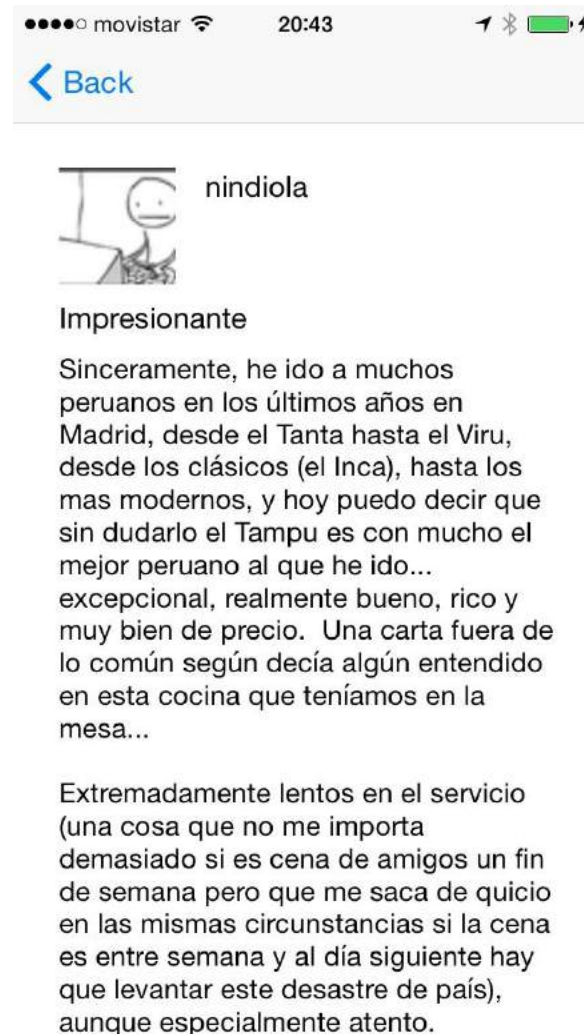 movistar 20:43
Back
nindiola
Impresionante
Sinceramente, he ido a muchos
peruanos en los últimos años en
Madrid, desde el Tanta hasta el Viru,
desde los clásicos (el Inca), hasta los
mas modernos, y hoy puedo decir que
sin dudarlo el Tampu es con mucho el
mejor peruano al que he ido...
excepcional, realmente bueno, rico y
muy bien de precio.  Una carta fuera de
lo común según decía algún entendido
en esta cocina que teníamos en la
mesa...
Extremadamente lentos en el servicio
(una cosa que no me importa
demasiado si es cena de amigos un fin
de semana pero que me saca de quicio
en las mismas circunstancias si la cena
es entre semana y al día siguiente hay
que levantar este desastre de país),
aunque especialmente atento.